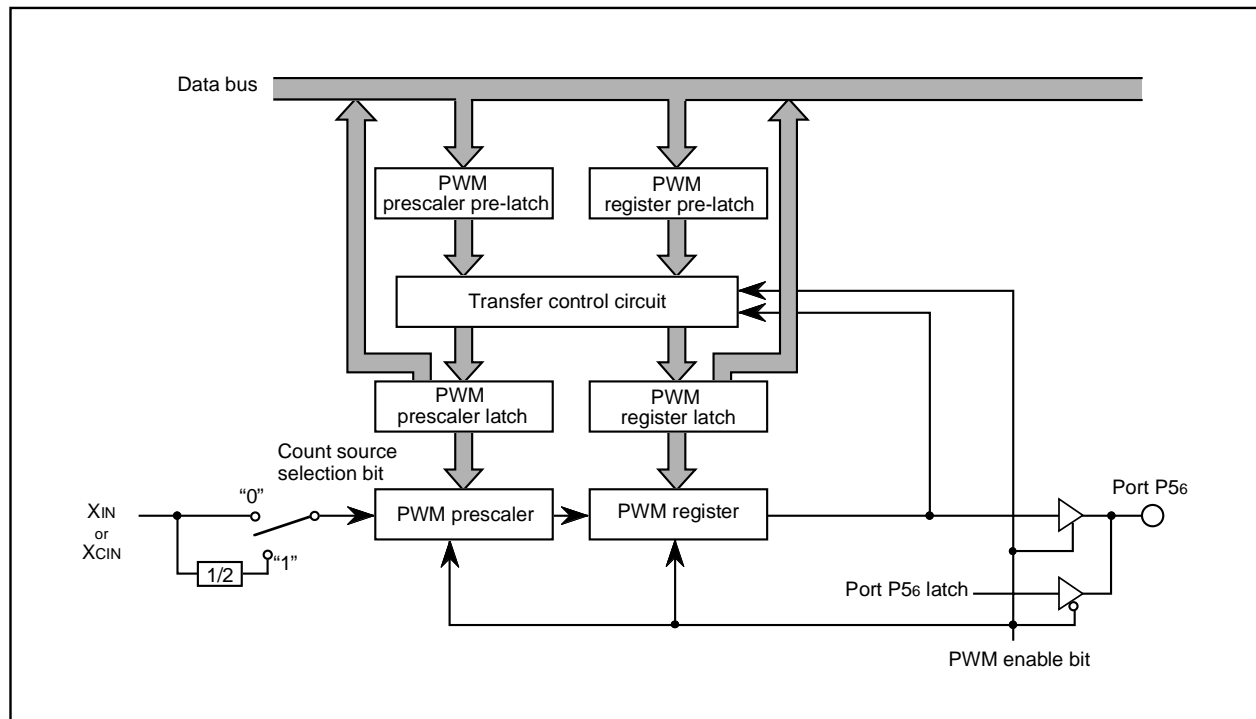 Data bus
PWM
prescaler pre-latch
PWM
register pre-latch
Transfer control circuit
PWM
prescaler latch
PWM
register latch
Count source
selection bit
“0”
XIN
or
XCIN
“1”
1/2
PWM prescaler
PWM register
Port P56
Port P56 latch
PWM enable bit